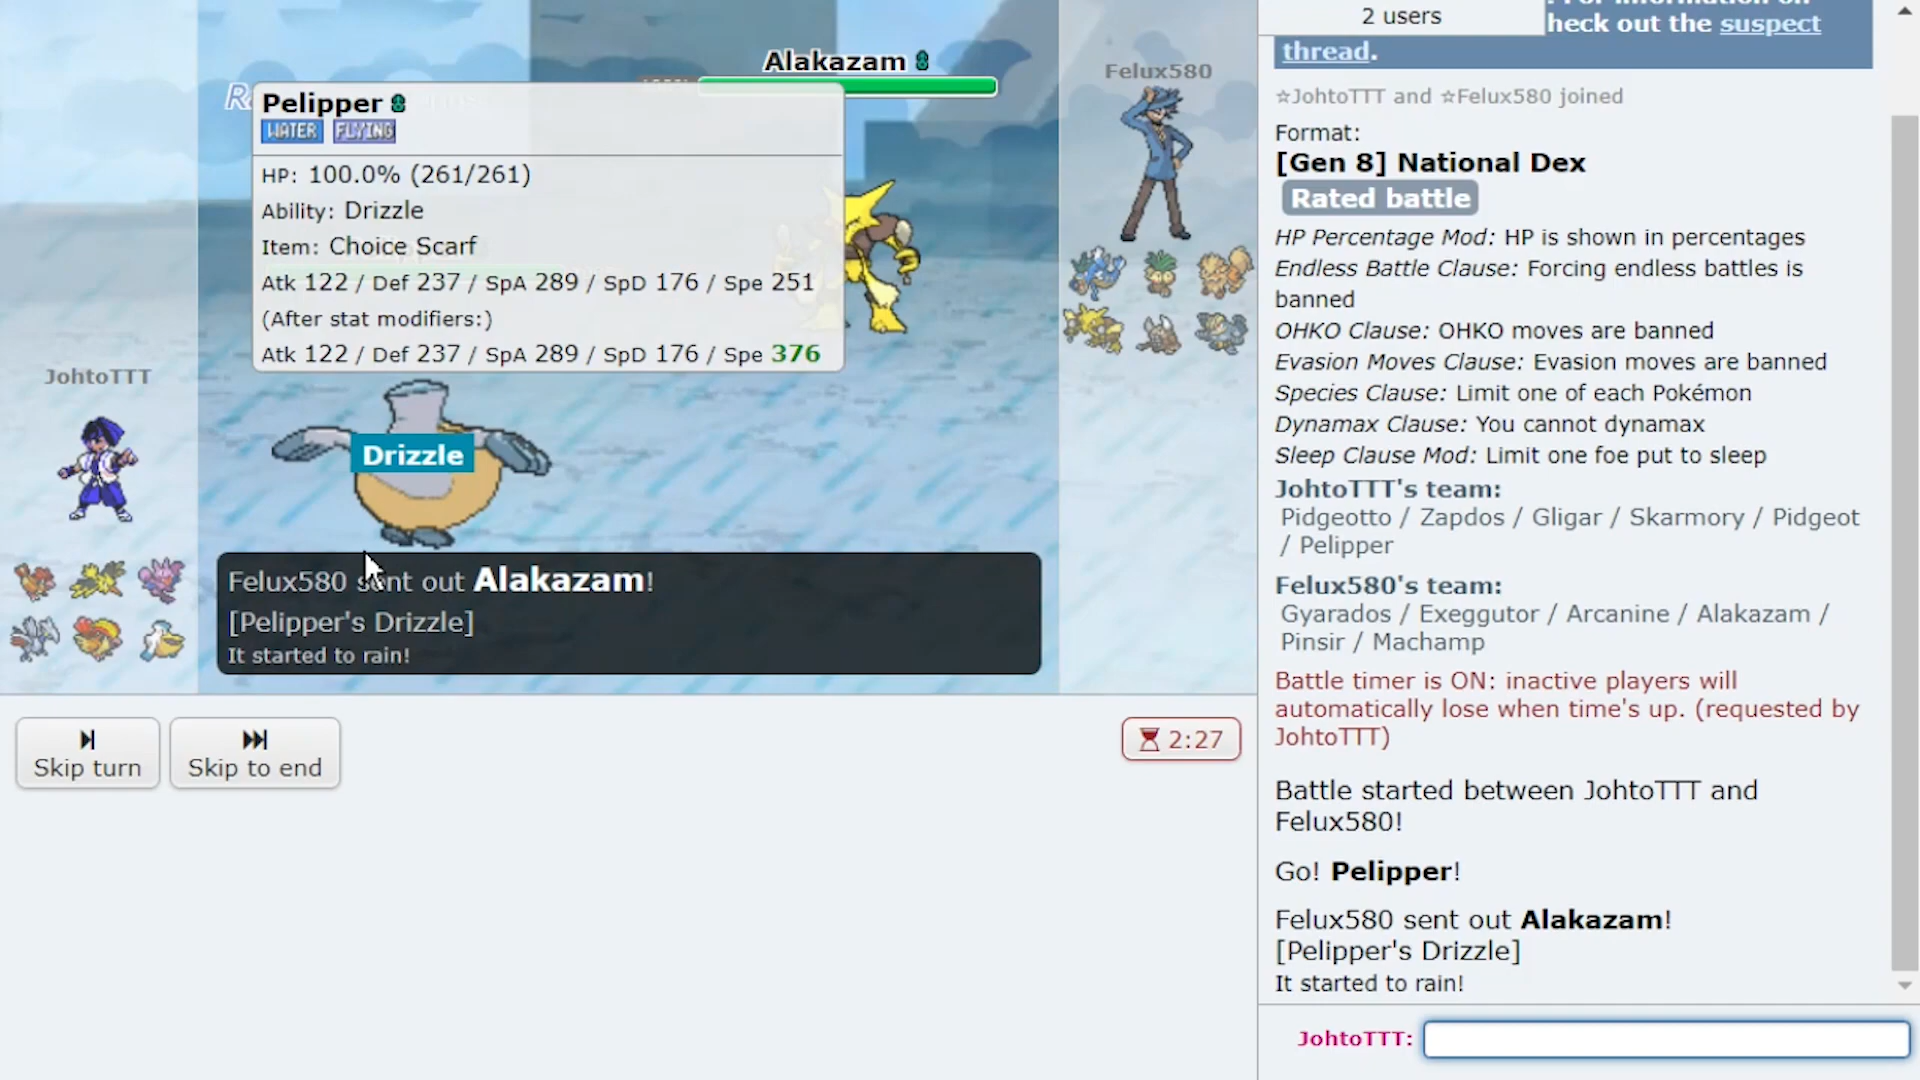 Alakazam
Pelipper
WATER FLYING
HP: 100.0% (261/261)
Ability: Drizzle
Item: Choice Scarf
Atk 122 / Def 237 / SpA 289 / SpD 176 / Spe 251
(After stat modifiers:)
Atk 122 / Def 237 / SpA 289 / SpD 176 / Spe 376
JohtoTTT
Drizzle
Felux580
Felux580 sent out Alakazam!
[Pelipper's Drizzle]
It started to rain!
Skip turn
Skip to end
2:27
2 users
heck out the suspect
thread.
☆JohtoTTT and ☆Felux580 joined
Format:
[Gen 8] National Dex
Rated battle
HP Percentage Mod: HP is shown in percentages
Endless Battle Clause: Forcing endless battles is
banned
OHKO Clause: OHKO moves are banned
Evasion Moves Clause: Evasion moves are banned
Species Clause: Limit one of each Pokémon
Dynamax Clause: You cannot dynamax
Sleep Clause Mod: Limit one foe put to sleep
JohtoTTT's team:
Pidgeotto / Zapdos / Gligar / Skarmory / Pidgeot
/ Pelipper
Felux580's team:
Gyarados / Exeggutor / Arcanine / Alakazam /
Pinsir / Machamp
Battle timer is ON: inactive players will
automatically lose when time's up. (requested by
JohtoTTT)
Battle started between JohtoTTT and
Felux580!
Go! Pelipper!
Felux580 sent out Alakazam!
[Pelipper's Drizzle]
It started to rain!
JohtoTTT: